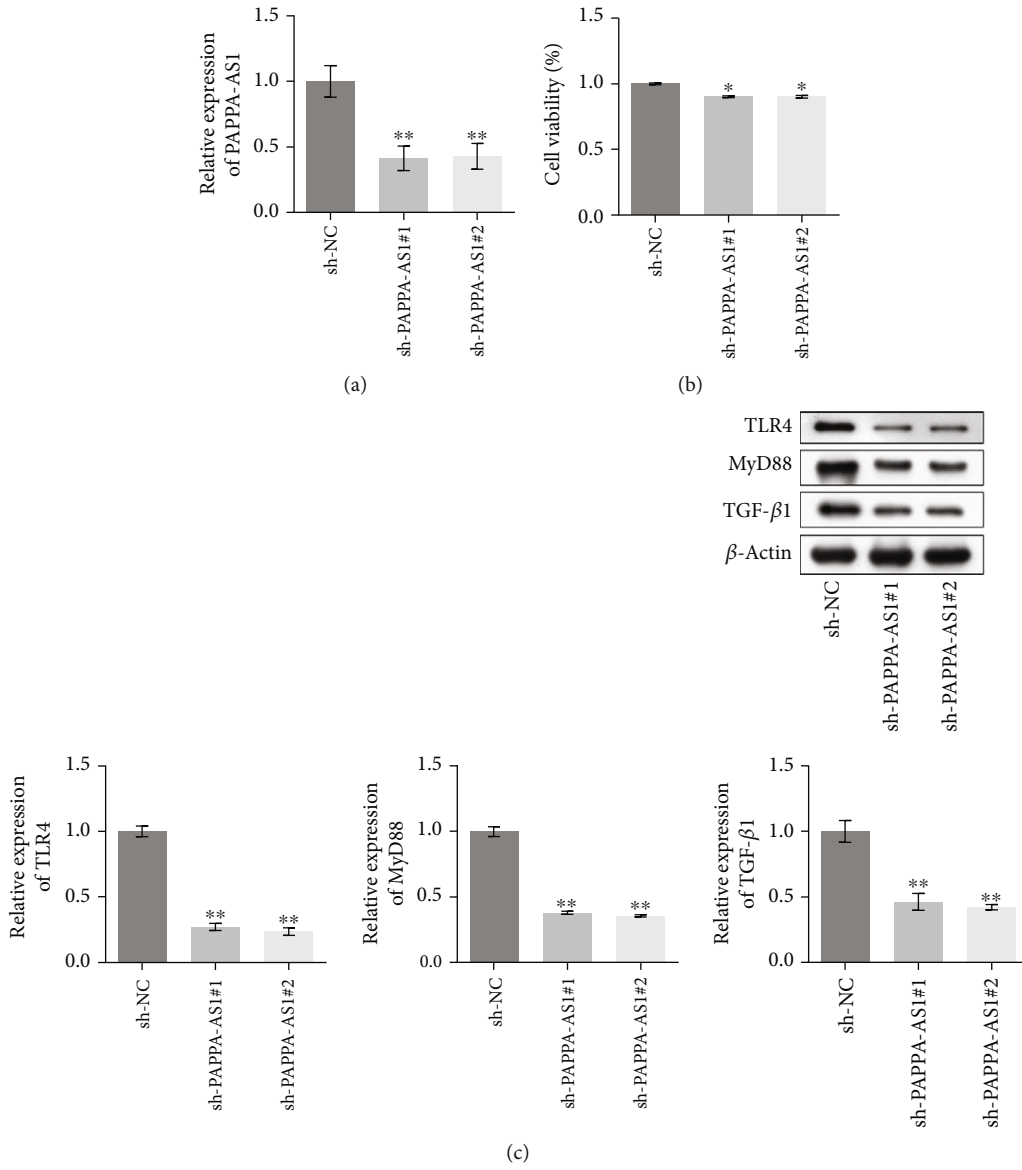 Relative expression
of PAPPA-AS1
1.5
1.0
0.5
0.0
**
**
sh-NC
sh-PAPPA-AS1#1
sh-PAPPA-AS1#2
(a)
Cell viability (%)
1.5
1.0
0.5
0.0
*
*
sh-NC
sh-PAPPA-AS1#1
sh-PAPPA-AS1#2
(b)
TLR4
MyD88
TGF-β1
β-Actin
sh-NC
sh-PAPPA-AS1#1
sh-PAPPA-AS1#2
Relative expression
of TLR4
1.5
1.0
0.5
0.0
**
**
sh-NC
sh-PAPPA-AS1#1
sh-PAPPA-AS1#2
Relative expression
of MyD88
1.5
1.0
0.5
0.0
**
**
sh-NC
sh-PAPPA-AS1#1
sh-PAPPA-AS1#2
Relative expression
of TGF-β1
1.5
1.0
0.5
0.0
**
**
sh-NC
sh-PAPPA-AS1#1
sh-PAPPA-AS1#2
(c)